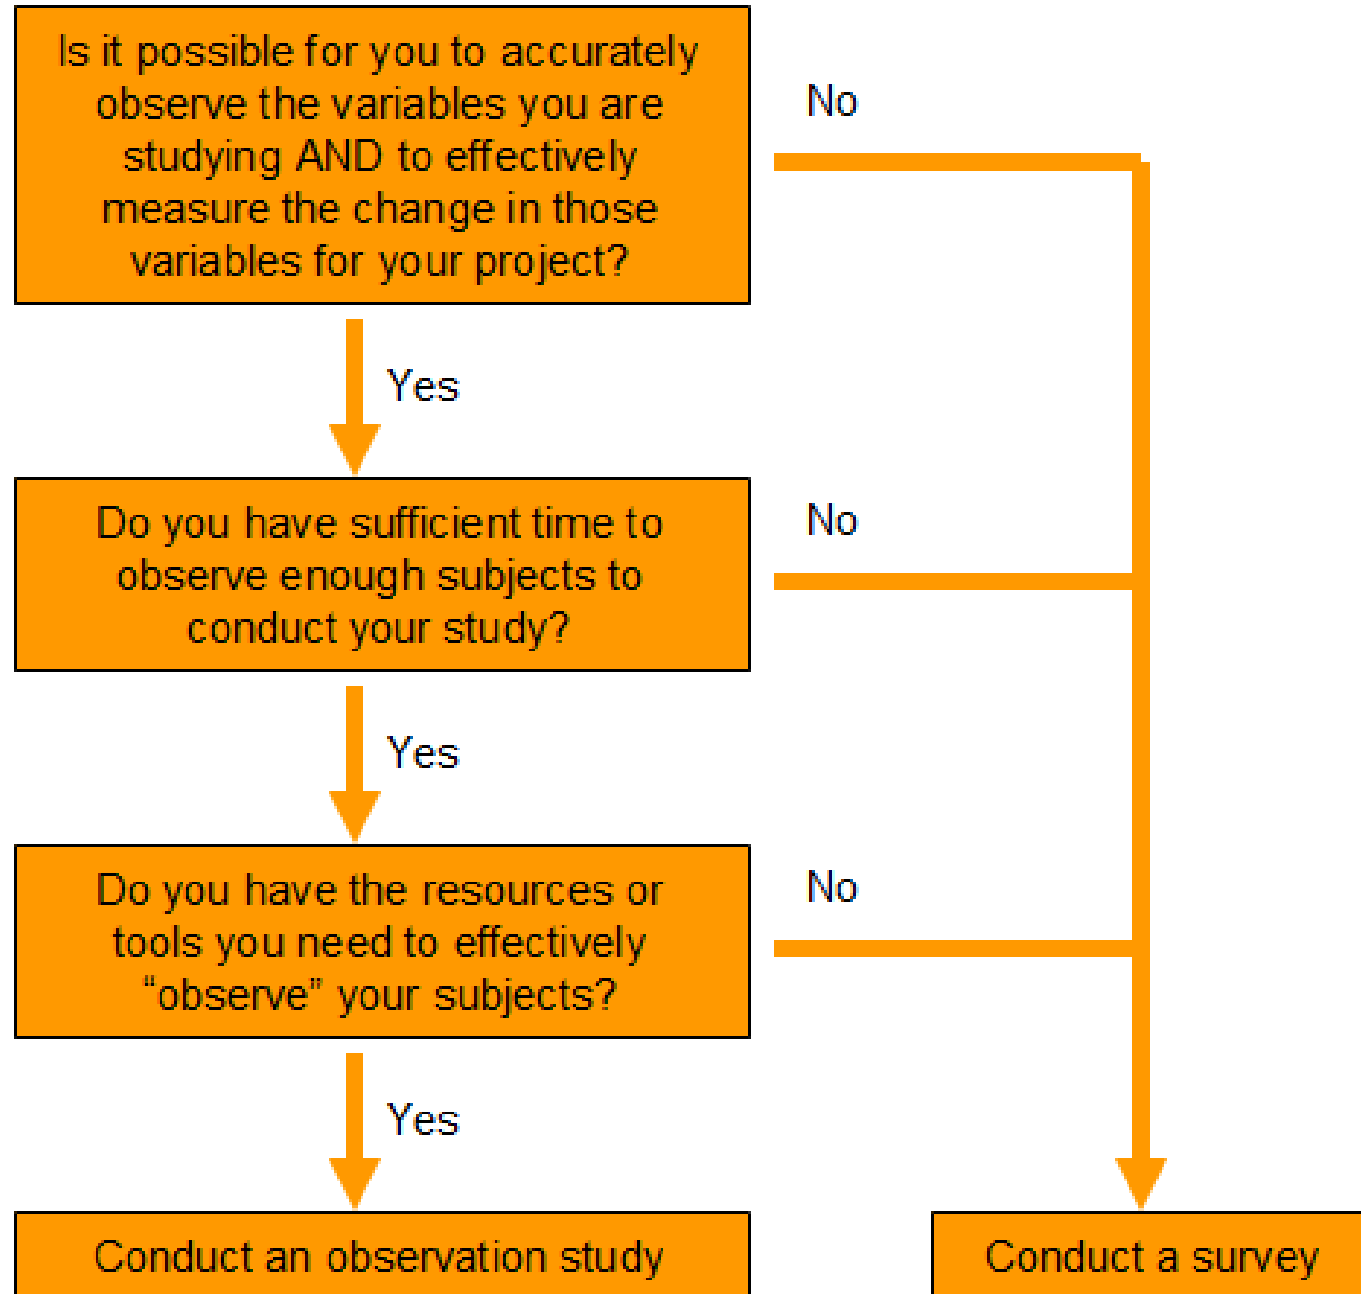 Is it possible for you to accurately
observe the variables you are
studying AND to effectively
measure the change in those
variables for your project?
No
Yes
Do you have sufficient time to
observe enough subjects to
conduct your study?
No
Yes
Do you have the resources or
tools you need to effectively
“observe” your subjects?
No
Yes
Conduct an observation study
Conduct a survey